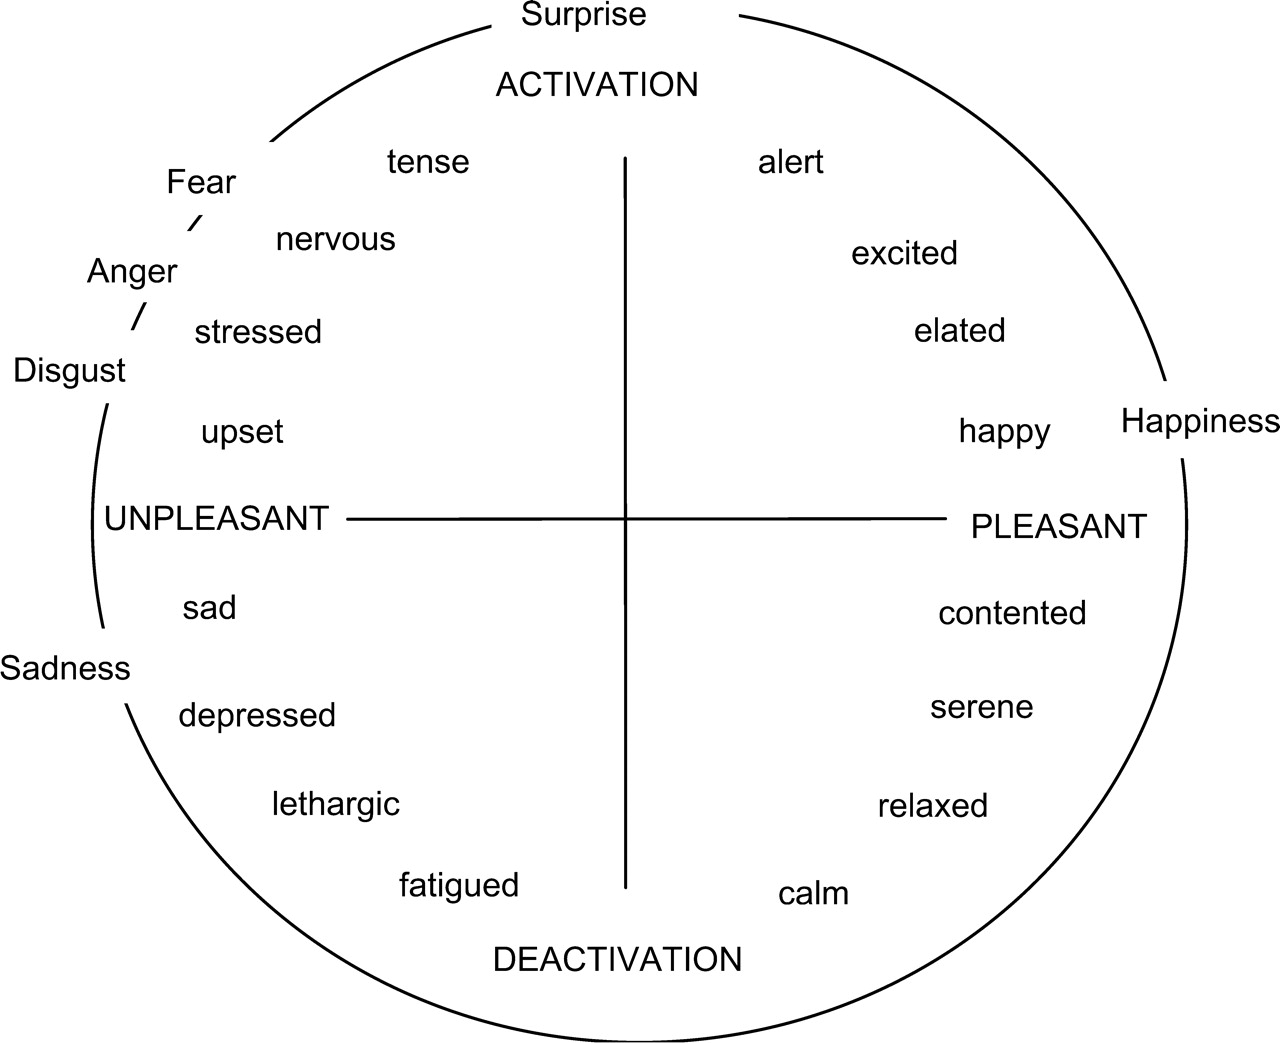 Surprise
ACTIVATION
tense
alert
Fear
nervous
excited
Anger
stressed
elated
Disgust
upset
happy
Happiness
UNPLEASANT
PLEASANT
sad
contented
Sadness
depressed
serene
lethargic
relaxed
fatigued
calm
DEACTIVATION